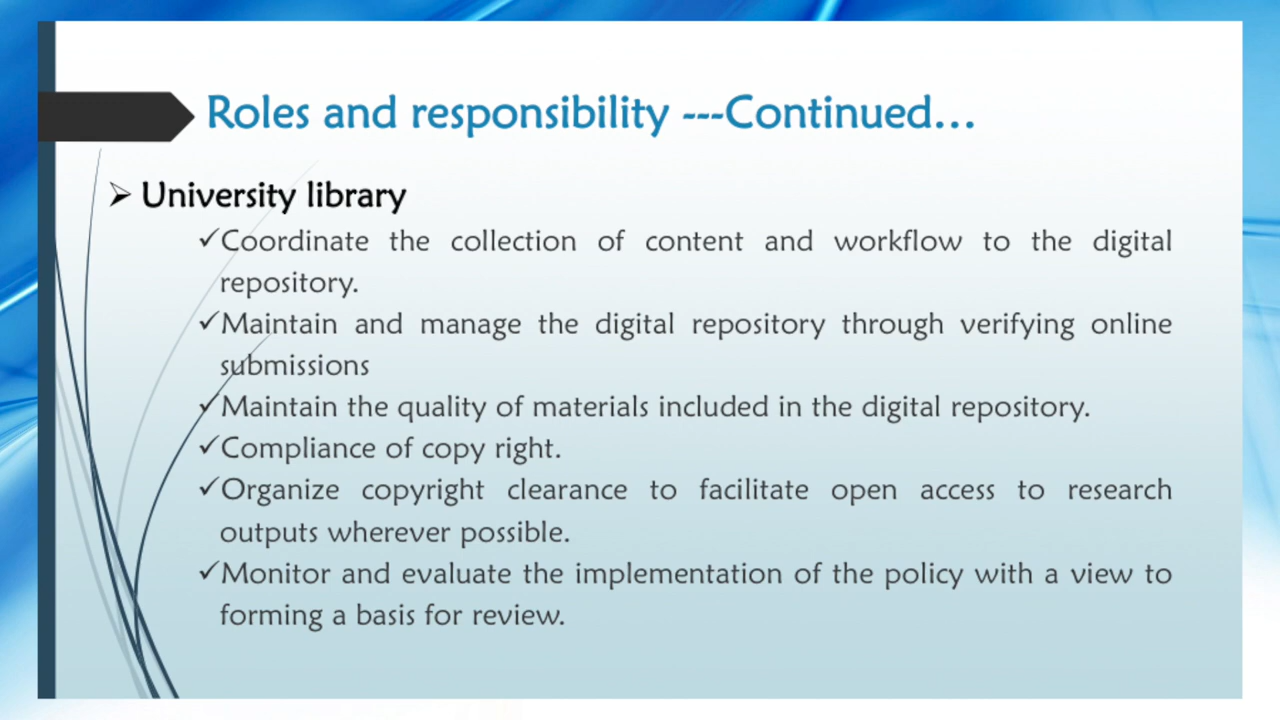 Roles and responsibility ---Continued…
➢ University library
✓Coordinate the collection of content and workflow to the digital
repository.
✓Maintain and manage the digital repository through verifying online
submissions
✓Maintain the quality of materials included in the digital repository.
✓Compliance of copy right.
✓Organize copyright clearance to facilitate open access to research
outputs wherever possible.
✓Monitor and evaluate the implementation of the policy with a view to
forming a basis for review.